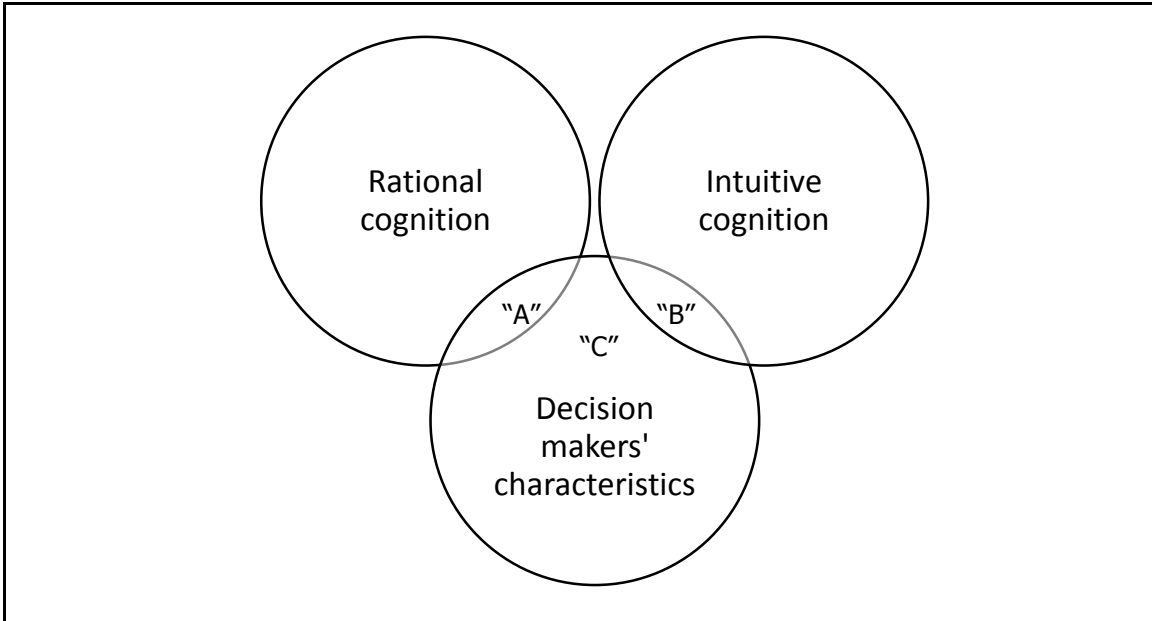 Rational
cognition
Intuitive
cognition
“A”
“B”
“C”
Decision
makers'
characteristics